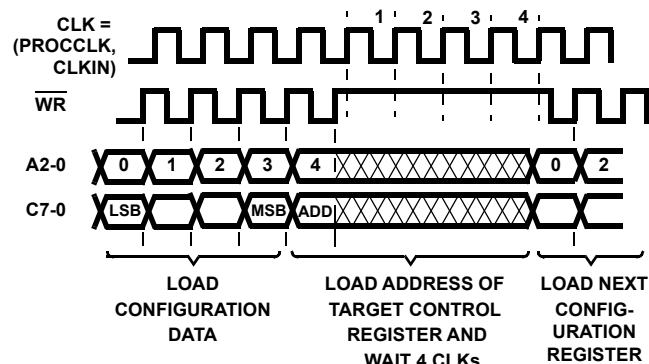 CLK =
(PROCCLK,
CLKIN)
1 2 3 4
WR
A2-0 0 1 2 3 4 0 2
C7-0 LSB MSB ADD
LOAD
CONFIGURATION
DATA
LOAD ADDRESS OF
TARGET CONTROL
REGISTER AND
WAIT 4 CLKs
LOAD NEXT
CONFIG-
URATION
REGISTER